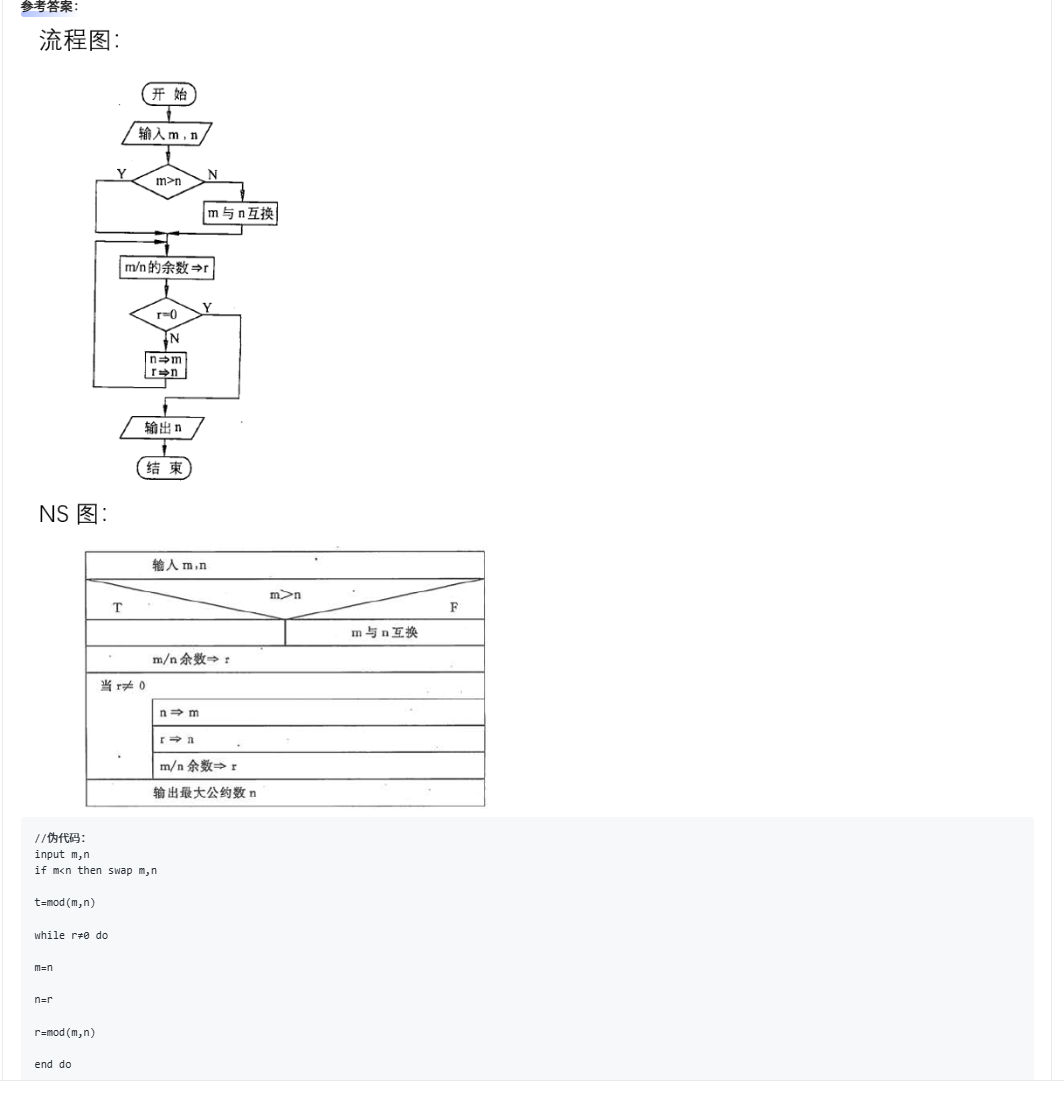 参考答案：
流程图：
开 始
输入 m , n
Y
m>n
N
m 与 n 互换
m/n 的余数⇒r
r=0
Y
N
n⇒m
r⇒n
输出 n
结 束
NS 图：
输入 m,n
m>n
T
F
m 与 n 互换
m/n 余数⇒ r
当 r≠ 0
n ⇒ m
r ⇒ n
m/n 余数⇒ r
输出最大公约数 n
//伪代码：
input m,n
if m<n then swap m,n
t=mod(m,n)
while r≠0 do
m=n
n=r
r=mod(m,n)
end do